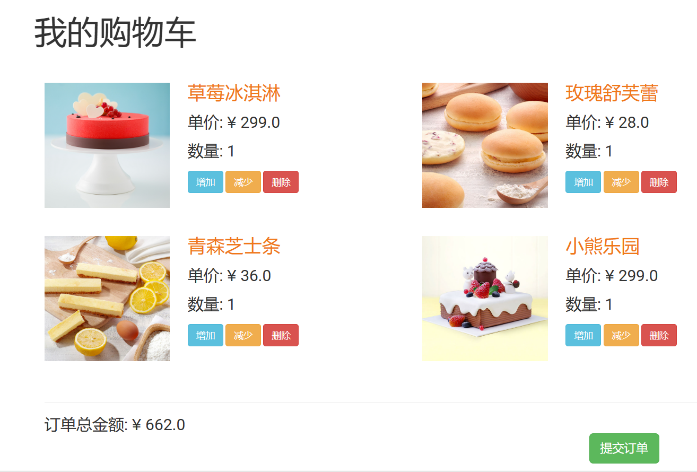 我的购物车
草莓冰淇淋
单价: ¥ 299.0
数量: 1
增加 减少 删除
玫瑰舒芙蕾
单价: ¥ 28.0
数量: 1
增加 减少 删除
青森芝士条
单价: ¥ 36.0
数量: 1
增加 减少 删除
小熊乐园
单价: ¥ 299.0
数量: 1
增加 减少 删除
订单总金额: ¥ 662.0
提交订单